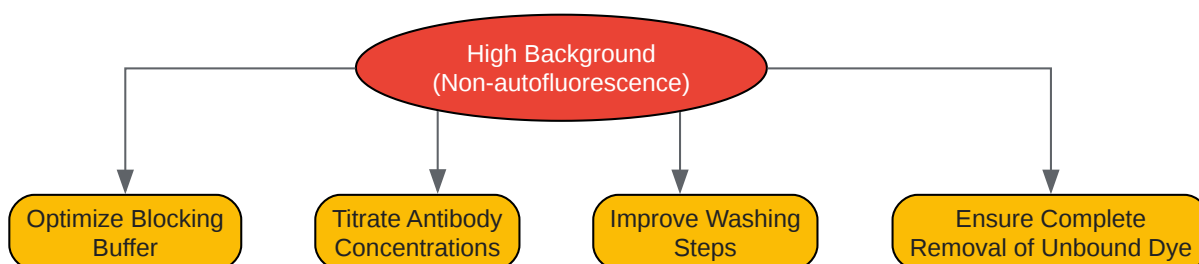 High Background
(Non-autofluorescence)
Optimize Blocking
Buffer
Titrate Antibody
Concentrations
Improve Washing
Steps
Ensure Complete
Removal of Unbound Dye